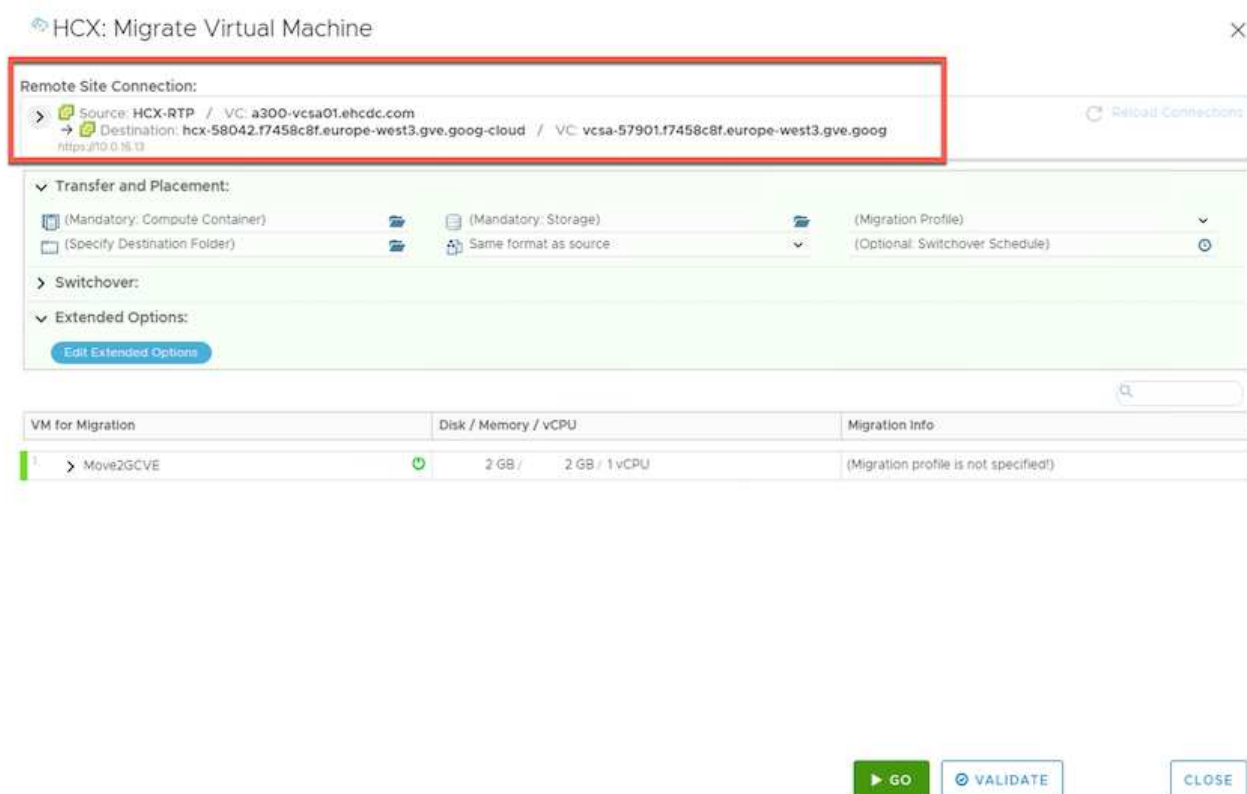 HCX: Migrate Virtual Machine
Remote Site Connection:
Source: HCX-RTP / VC: a300-vcsa01.ehcdc.com
→ Destination: hcx-58042.f7458c8f.europe-west3.gve.goog-cloud / VC: vcsa-57901.f7458c8f.europe-west3.gve.goog
https://10.0.16.13
Reload Connections
Transfer and Placement:
(Mandatory: Compute Container) (Mandatory: Storage) (Migration Profile)
(Specify Destination Folder) Same format as source (Optional: Switchover Schedule)
Switchover:
Extended Options:
Edit Extended Options
VM for Migration Disk / Memory / vCPU Migration Info
1 Move2GCVE 2 GB / 2 GB / 1 vCPU (Migration profile is not specified!)
GO VALIDATE CLOSE